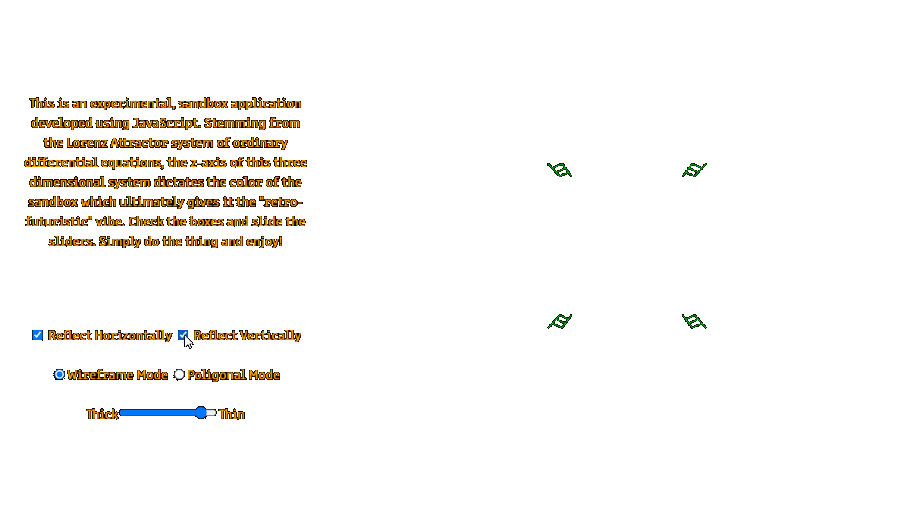 This is an experimental, sandbox application
developed using JavaScript. Stemming from
the Lorenz Attractor system of ordinary
differential equations, the z-axis of this three
dimensional system dictates the color of the
sandbox which ultimately gives it the "retro-
futuristic" vibe. Check the boxes and slide the
sliders. Simply do the thing and enjoy!
Reflect Horizontally Reflect Vertically
Wireframe Mode Poligonal Mode
Thick Thin